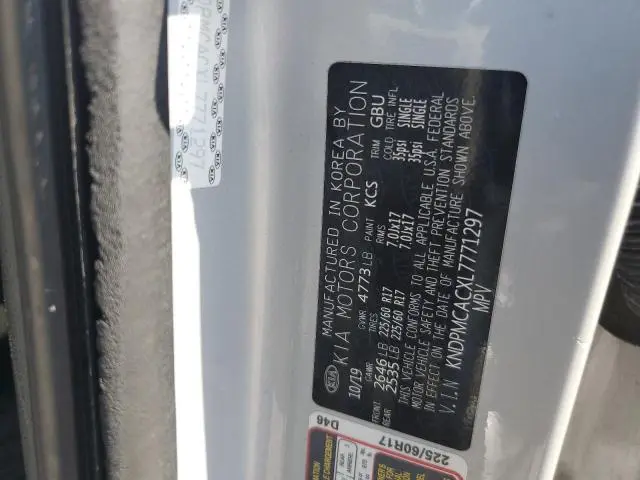 KIA
MANUFACTURED IN KOREA BY
KIA MOTORS CORPORATION
10/19 GVWR 4773 LB PAINT KCS TRIM GBU
GAWR TIRES RIMS COLD TIRE INFL.
FRONT 2646 LB 225/60 R17 7.0Jx17 35psi SINGLE
REAR 2535 LB 225/60 R17 7.0Jx17 35psi SINGLE
THIS VEHICLE CONFORMS TO ALL APPLICABLE U.S.A. FEDERAL
MOTOR VEHICLE SAFETY AND THEFT PREVENTION STANDARDS
IN EFFECT ON THE DATE OF MANUFACTURE SHOWN ABOVE.
V.I.N KNDPMCACXL7771297
MPV
D46
225/60R17